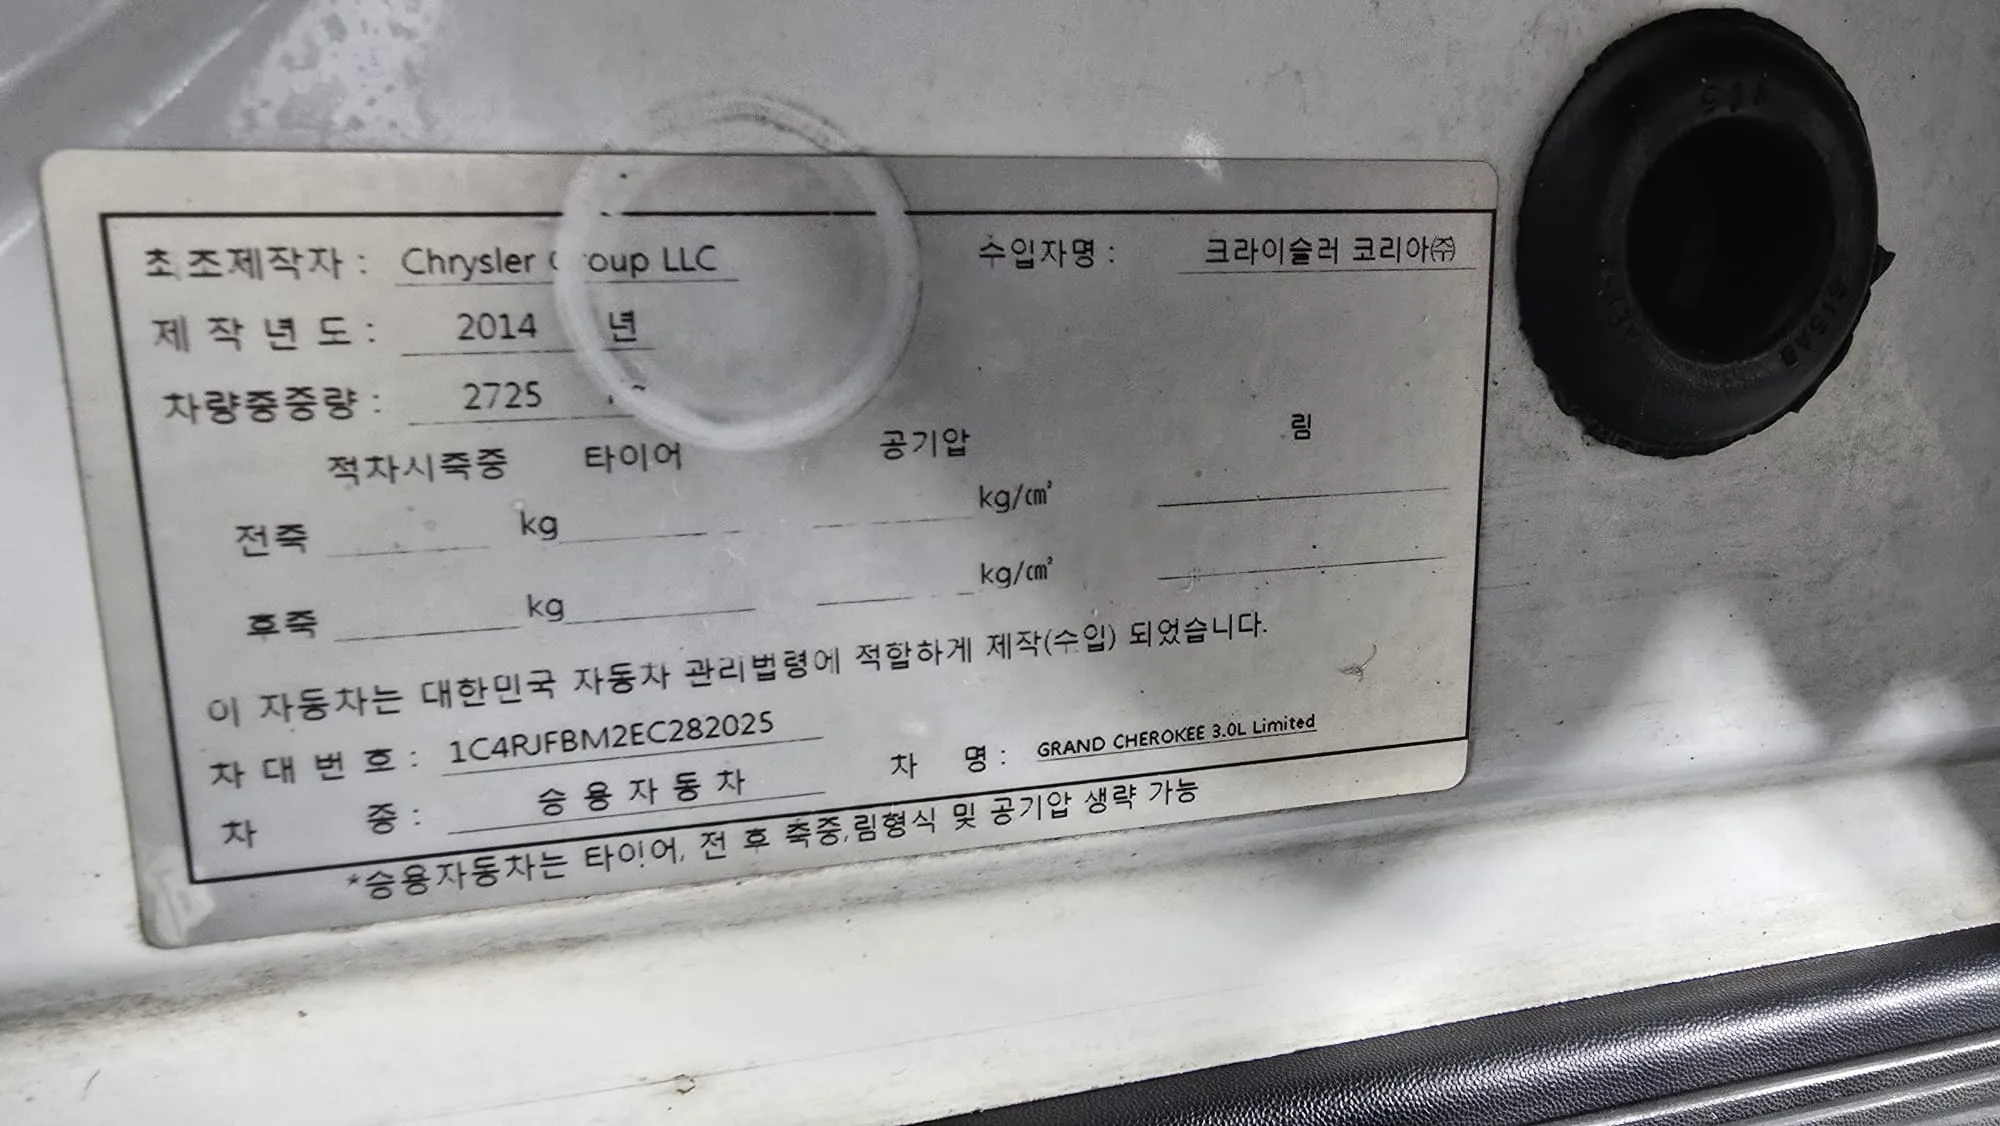 초조제작자 : Chrysler Group LLC 수입자명 : 크라이슬러 코리아㈜
제 작 년 도 : 2014 년
차량중중량 : 2725
적차시축중 타이어 공기압 림
전축 kg kg/㎠
후축 kg kg/㎠
이 자동차는 대한민국 자동차 관리법령에 적합하게 제작(수입) 되었습니다.
차 대 번 호 : 1C4RJFBM2EC282025 차 명 : GRAND CHEROKEE 3.0L Limited
차 종 : 승 용 자 동 차
*승용자동차는 타이어, 전 후 축중,림형식 및 공기압 생략 가능